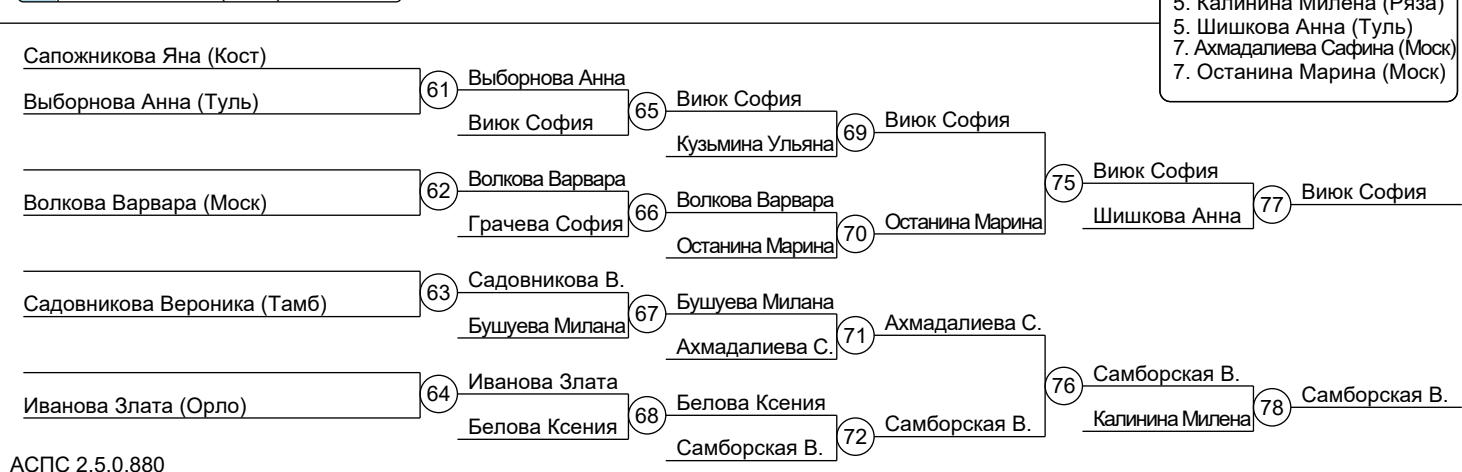 5. Калинина Милена (Ряза)
5. Шишкова Анна (Туль)
7. Ахмадалиева Сафина (Моск)
7. Останина Марина (Моск)
Сапожникова Яна (Кост)
61
Выборнова Анна
Выборнова Анна (Туль)
65
Виюк София
Виюк София
69
Виюк София
Кузьмина Ульяна
75
Виюк София
Волкова Варвара
62
Волкова Варвара (Моск)
66
Волкова Варвара
77
Виюк София
Шишкова Анна
Грачева София
70
Останина Марина
Останина Марина
Садовникова В.
63
Садовникова Вероника (Тамб)
67
Бушуева Милана
Бушуева Милана
71
Ахмадалиева С.
Ахмадалиева С.
76
Самборская В.
Иванова Злата
64
Иванова Злата (Орло)
68
Белова Ксения
78
Самборская В.
Калинина Милена
Белова Ксения
72
Самборская В.
Самборская В.
АСПС 2.5.0.880